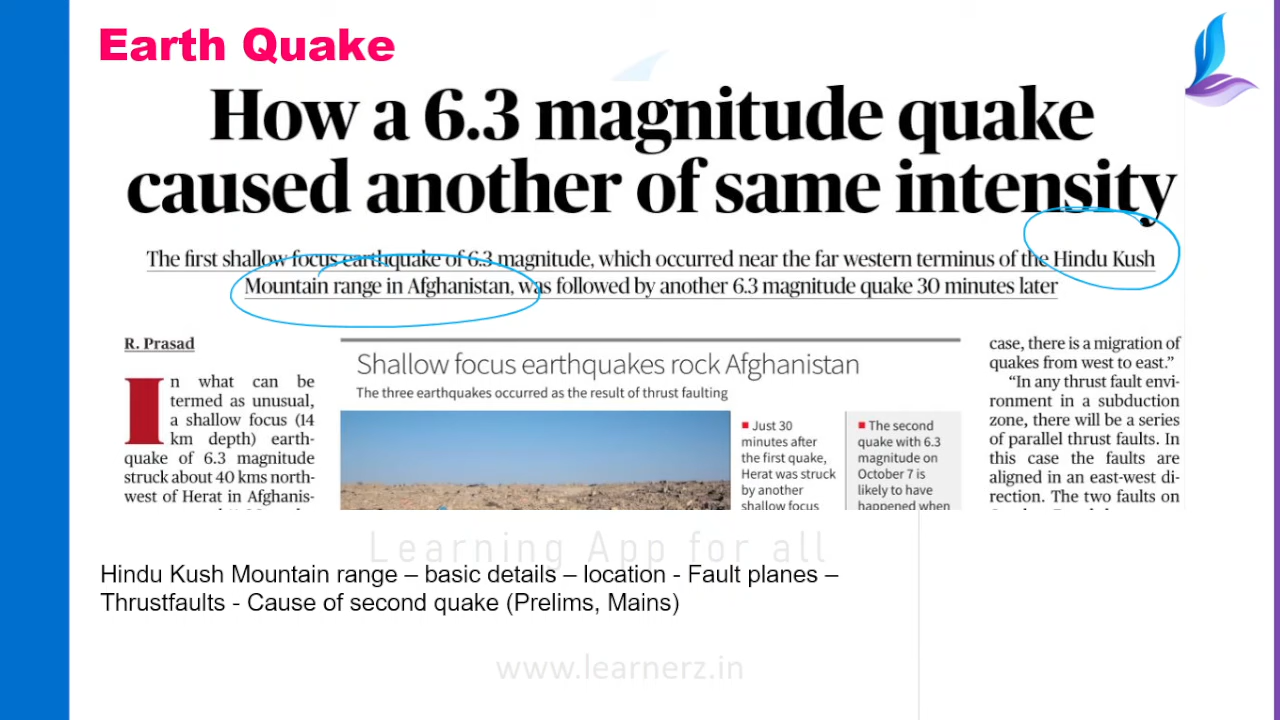 Earth Quake
How a 6.3 magnitude quake
caused another of same intensity
The first shallow focus earthquake of 6.3 magnitude, which occurred near the far western terminus of the Hindu Kush
Mountain range in Afghanistan, was followed by another 6.3 magnitude quake 30 minutes later
R. Prasad
In what can be
termed as unusual,
a shallow focus (14
km depth) earth-
quake of 6.3 magnitude
struck about 40 kms north-
west of Herat in Afghanis-
Shallow focus earthquakes rock Afghanistan
The three earthquakes occurred as the result of thrust faulting
■ Just 30
minutes after
the first quake,
Herat was struck
by another
shallow focus
■ The second
quake with 6.3
magnitude on
October 7 is
likely to have
happened when
case, there is a migration of
quakes from west to east.”
“In any thrust fault envi-
ronment in a subduction
zone, there will be a series
of parallel thrust faults. In
this case the faults are
aligned in an east-west di-
rection. The two faults on
Learning App for all
Hindu Kush Mountain range – basic details – location - Fault planes –
Thrustfaults - Cause of second quake (Prelims, Mains)
www.learnerz.in